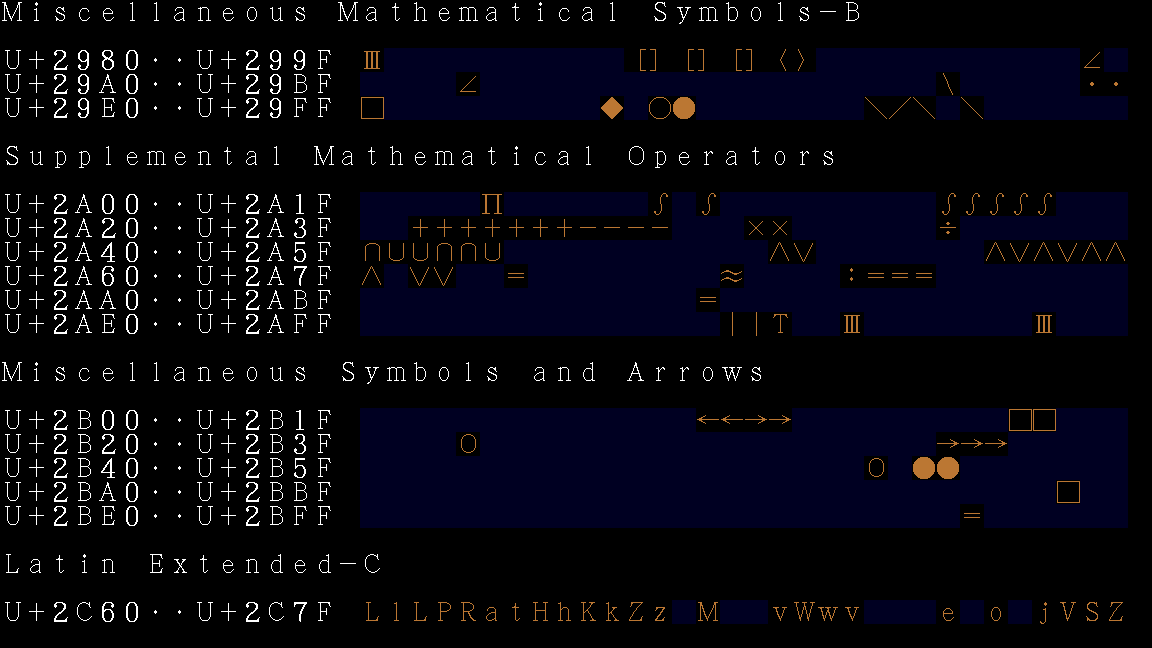 Miscellaneous Mathematical Symbols-B
U+2980··U+299F Ⅲ [] [] [] 〈〉 ∠
U+29A0··U+29BF ∠ \ ··
U+29E0··U+29FF □ ◆ ○● \/\ \
Supplemental Mathematical Operators
U+2A00··U+2A1F ∏ ∫ ∫ ∫∫∫∫∫
U+2A20··U+2A3F +++++++−−−− ×× ÷
U+2A40··U+2A5F ∩∪∪∩∩∪ ∧∨ ∧∨∧∨∧∧
U+2A60··U+2A7F ∧ ∨∨ = ≈ :===
U+2AA0··U+2ABF =
U+2AE0··U+2AFF ||T Ⅲ Ⅲ
Miscellaneous Symbols and Arrows
U+2B00··U+2B1F ←←→→ □□
U+2B20··U+2B3F O →→→
U+2B40··U+2B5F O ●●
U+2BA0··U+2BBF □
U+2BE0··U+2BFF =
Latin Extended-C
U+2C60··U+2C7F LlLPRatHhKkZz M vWwv e o jVSZ